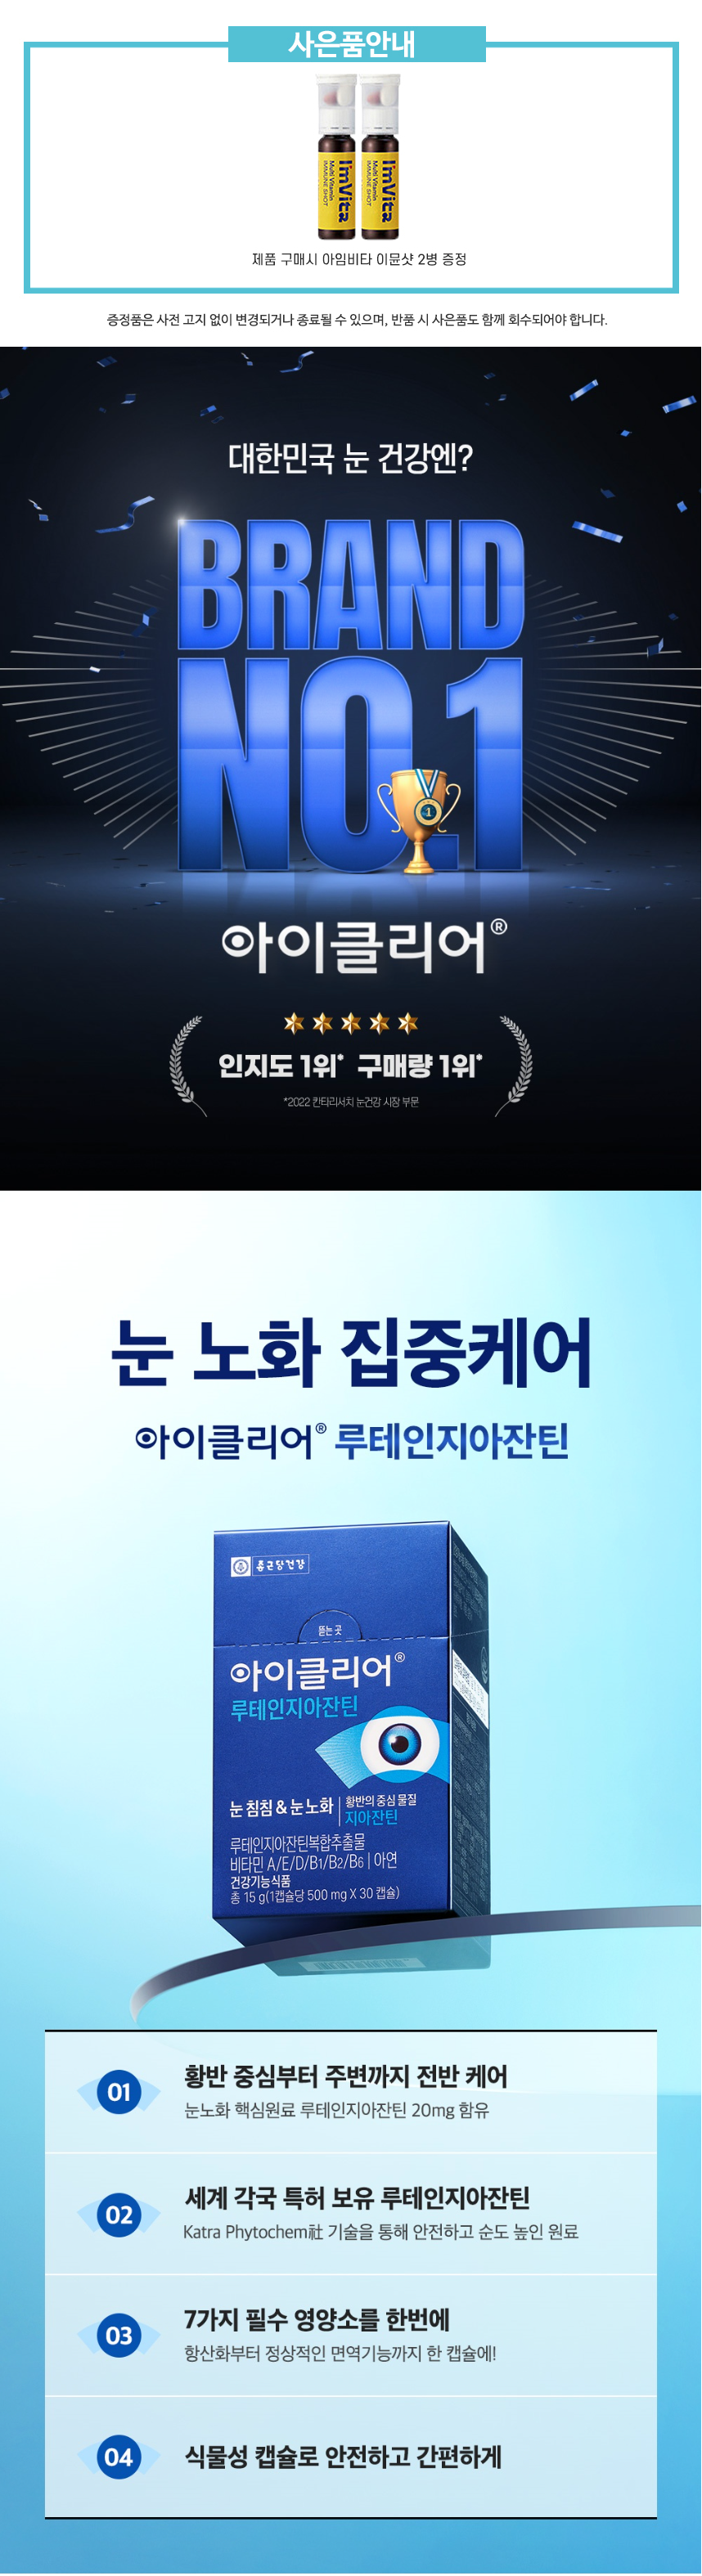 사은품안내
I'mVita
Multi Vitamin
IMMUNE SHOT
I'mVita
Multi Vitamin
IMMUNE SHOT
제품 구매시 아임비타 이뮨샷 2병 증정
증정품은 사전 고지 없이 변경되거나 종료될 수 있으며, 반품 시 사은품도 함께 회수되어야 합니다.
대한민국 눈 건강엔?
BRAND
NO.1
1
아이클리어®
인지도 1위* 구매량 1위*
*2022 칸타리서치 눈건강 시장 부문
눈 노화 집중케어
아이클리어® 루테인지아잔틴
종근당건강
뜯는 곳
아이클리어®
루테인지아잔틴
눈 침침 & 눈 노화 | 황반의 중심 물질
지아잔틴
루테인지아잔틴복합추출물
비타민 A/E/D/B1/B2/B6 | 아연
건강기능식품
총 15 g(1캡슐당 500 mg X 30 캡슐)
01
황반 중심부터 주변까지 전반 케어
눈노화 핵심원료 루테인지아잔틴 20mg 함유
02
세계 각국 특허 보유 루테인지아잔틴
Katra Phytochem社 기술을 통해 안전하고 순도 높인 원료
03
7가지 필수 영양소를 한번에
항산화부터 정상적인 면역기능까지 한 캡슐에!
04
식물성 캡슐로 안전하고 간편하게